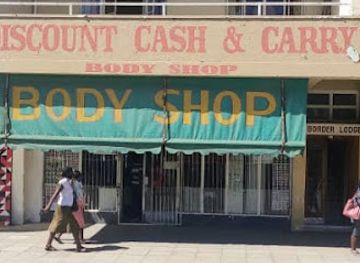 DISCOUNT CASH & CARRY
BODY SHOP
BODY SHOP
BORDER LODGE